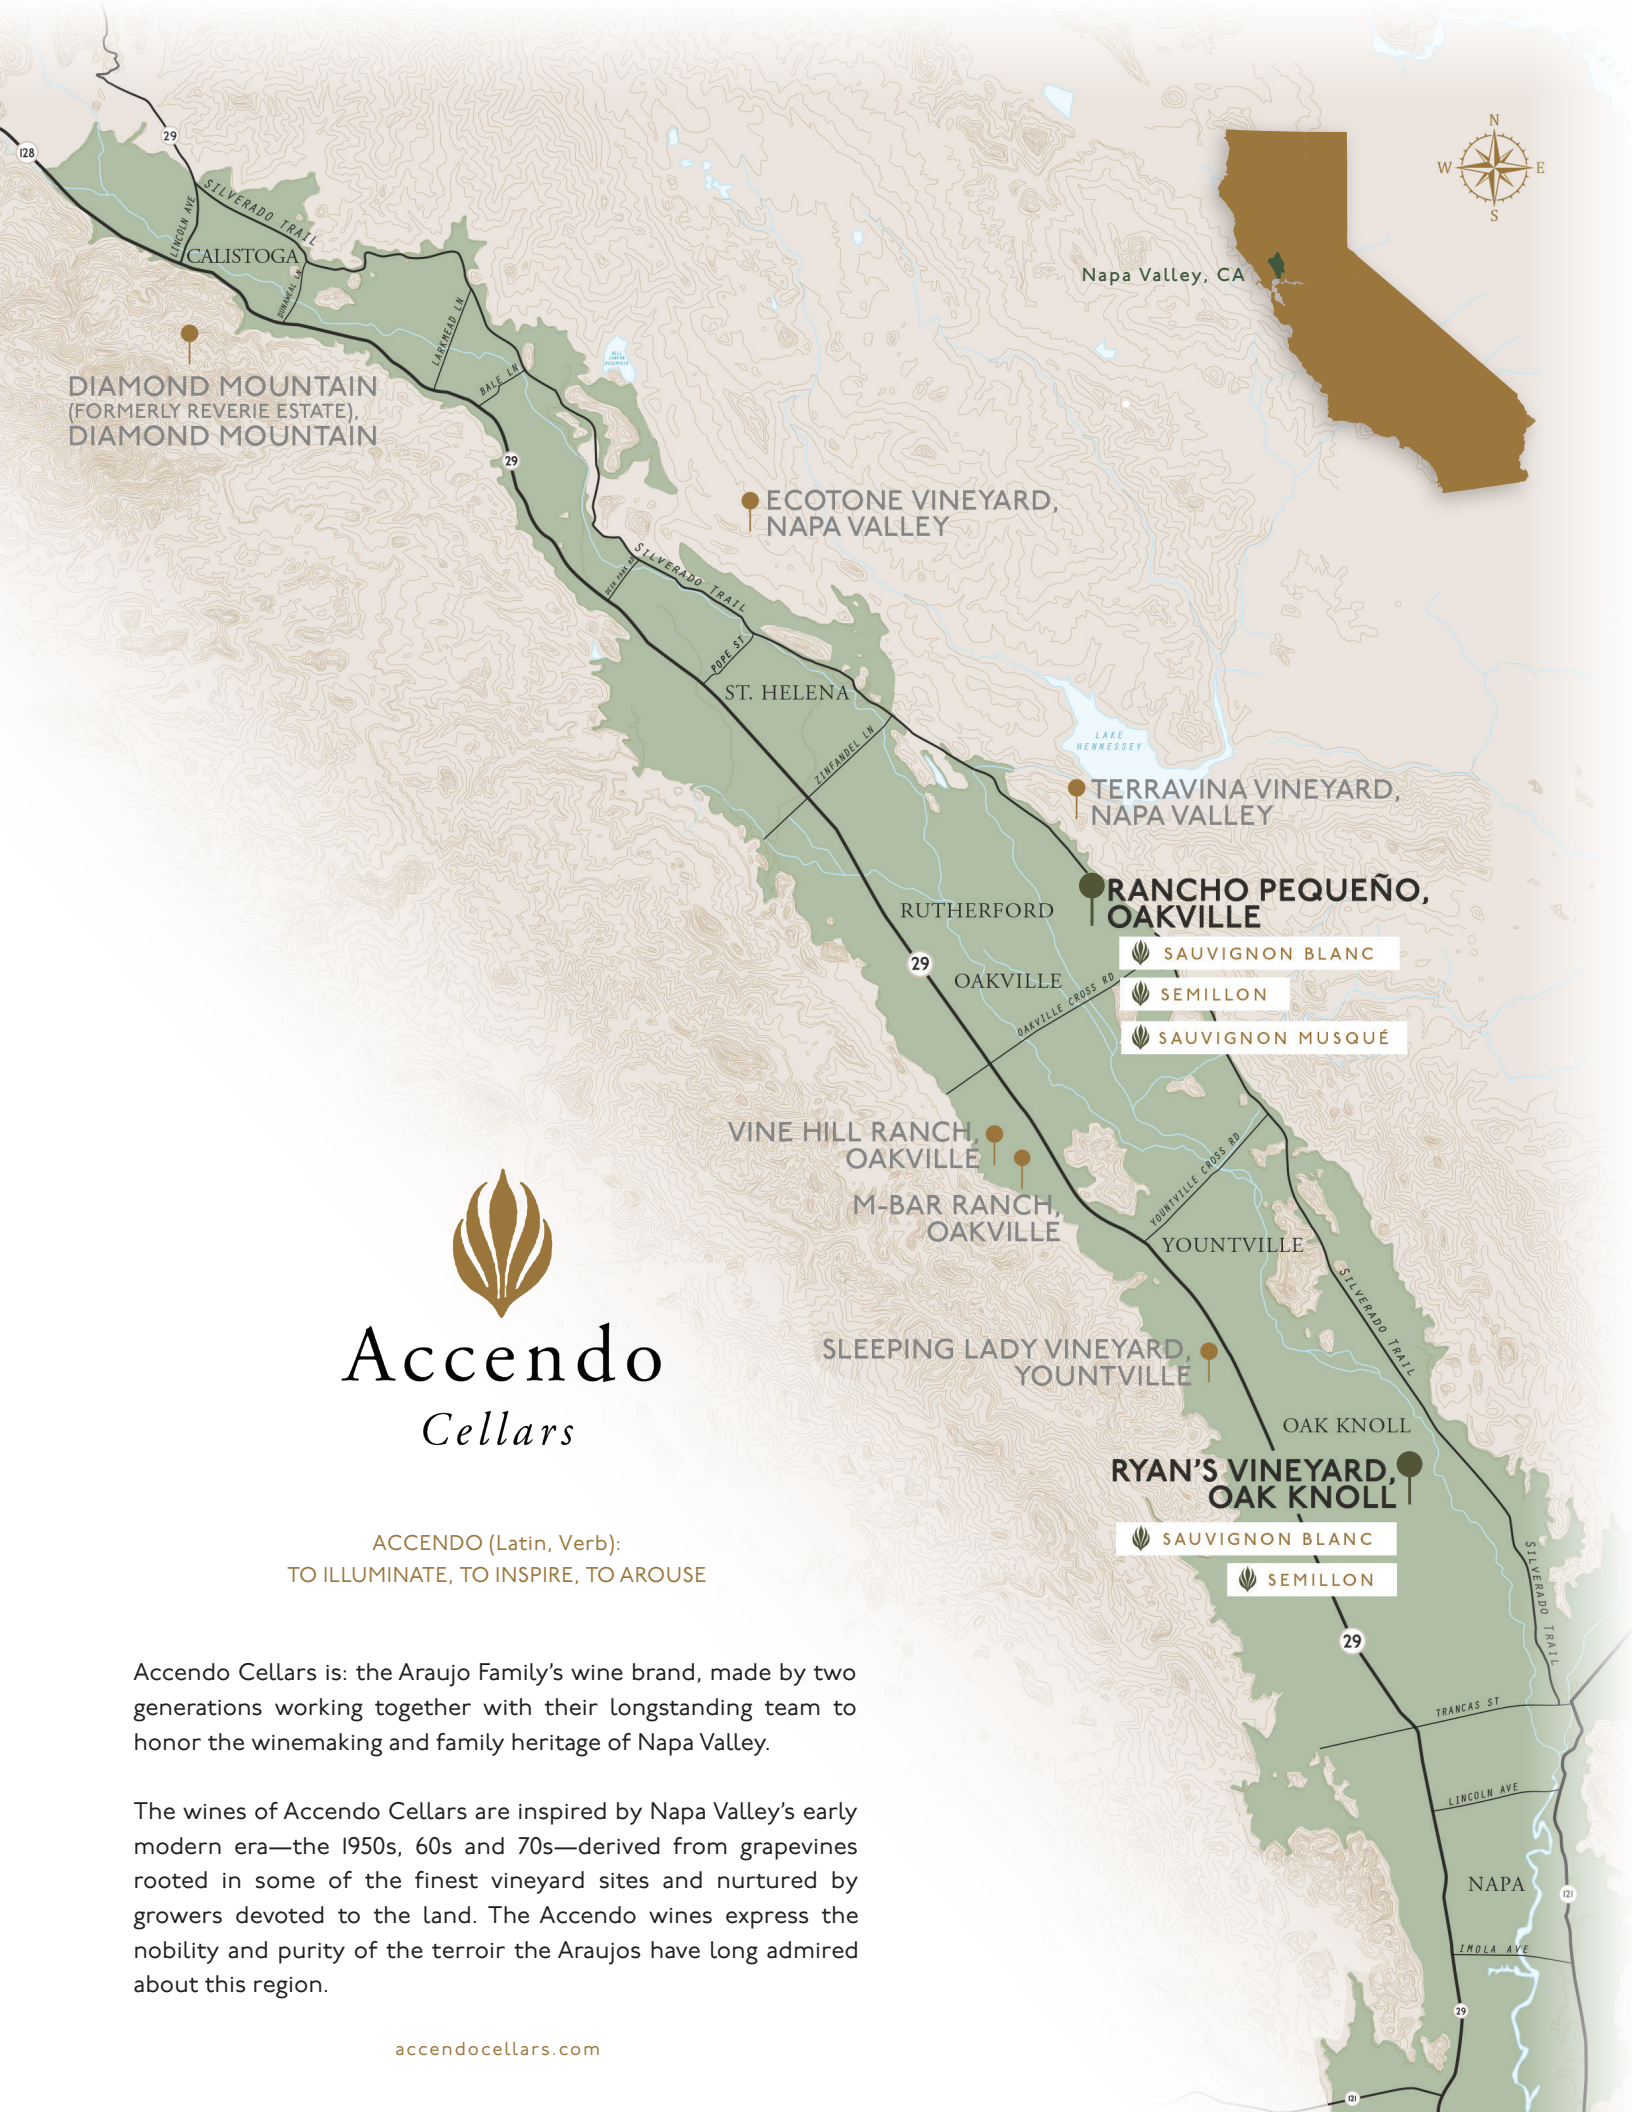 29
128
SILVERADO TRAIL
LINCOLN AVE
CALISTOGA
DUNAWEAL LN
LARKMEAD LN
BALE LN
N
W
E
S
Napa Valley, CA
DIAMOND MOUNTAIN
(FORMERLY REVERIE ESTATE),
DIAMOND MOUNTAIN
BELL
CANYON
RESERVOIR
29
ECOTONE VINEYARD,
NAPA VALLEY
SILVERADO TRAIL
DEER PARK RD
POPE ST
ST. HELENA
ZINFANDEL LN
LAKE
HENNESSEY
TERRAVINA VINEYARD,
NAPA VALLEY
RANCHO PEQUEÑO,
OAKVILLE
SAUVIGNON BLANC
SEMILLON
SAUVIGNON MUSQUÉ
RUTHERFORD
29
OAKVILLE
OAKVILLE CROSS RD
VINE HILL RANCH,
OAKVILLE
M-BAR RANCH,
OAKVILLE
YOUNTVILLE CROSS RD
YOUNTVILLE
SILVERADO TRAIL
SLEEPING LADY VINEYARD,
YOUNTVILLE
OAK KNOLL
RYAN'S VINEYARD,
OAK KNOLL
SAUVIGNON BLANC
SEMILLON
SILVERADO TRAIL
29
TRANCAS ST
LINCOLN AVE
NAPA
121
IMOLA AVE
29
121
Accendo
Cellars
ACCENDO (Latin, Verb):
TO ILLUMINATE, TO INSPIRE, TO AROUSE
Accendo Cellars is: the Araujo Family's wine brand, made by two
generations working together with their longstanding team to
honor the winemaking and family heritage of Napa Valley.
The wines of Accendo Cellars are inspired by Napa Valley's early
modern era—the 1950s, 60s and 70s—derived from grapevines
rooted in some of the finest vineyard sites and nurtured by
growers devoted to the land. The Accendo wines express the
nobility and purity of the terroir the Araujos have long admired
about this region.
accendocellars.com